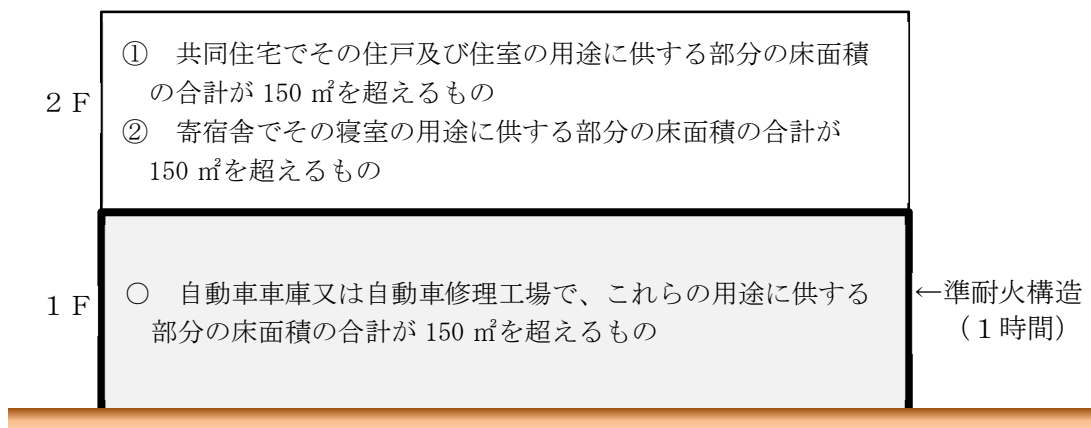 ① 共同住宅でその住戸及び住室の用途に供する部分の床面積
の合計が 150 ㎡を超えるもの
② 寄宿舎でその寝室の用途に供する部分の床面積の合計が
150 ㎡を超えるもの
２Ｆ
○ 自動車車庫又は自動車修理工場で、これらの用途に供する
部分の床面積の合計が 150 ㎡を超えるもの
１Ｆ
←準耐火構造
（１時間）